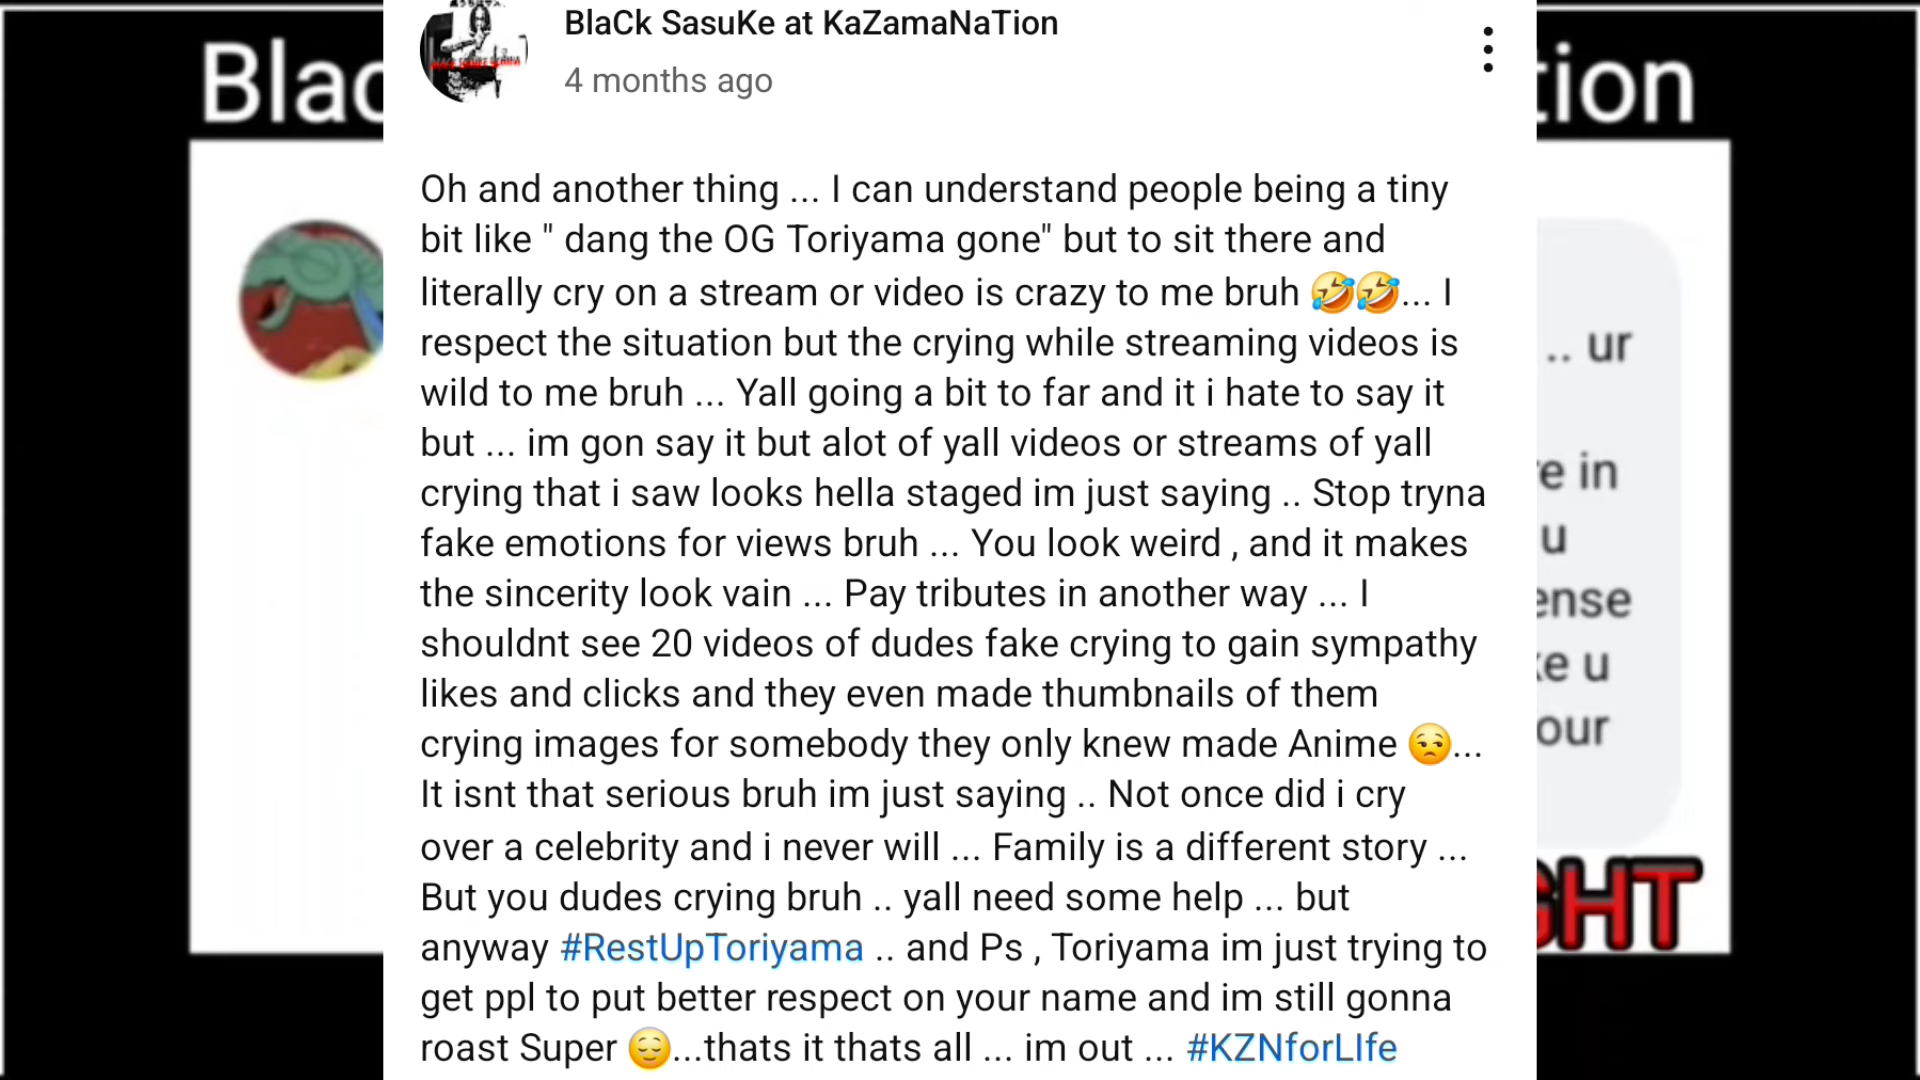 BlaCk SasuKe at KaZamaNaTion
4 months ago
Blac
tion
Oh and another thing ... I can understand people being a tiny
bit like " dang the OG Toriyama gone" but to sit there and
literally cry on a stream or video is crazy to me bruh 🤣🤣... I
respect the situation but the crying while streaming videos is
wild to me bruh ... Yall going a bit to far and it i hate to say it
but ... im gon say it but alot of yall videos or streams of yall
crying that i saw looks hella staged im just saying .. Stop tryna
fake emotions for views bruh ... You look weird , and it makes
the sincerity look vain ... Pay tributes in another way ... I
shouldnt see 20 videos of dudes fake crying to gain sympathy
likes and clicks and they even made thumbnails of them
crying images for somebody they only knew made Anime 😒...
It isnt that serious bruh im just saying .. Not once did i cry
over a celebrity and i never will ... Family is a different story ...
But you dudes crying bruh .. yall need some help ... but
anyway #RestUpToriyama .. and Ps , Toriyama im just trying to
get ppl to put better respect on your name and im still gonna
roast Super 😌...thats it thats all ... im out ... #KZNforLIfe
.. ur
e in
u
ense
ke u
our
GHT